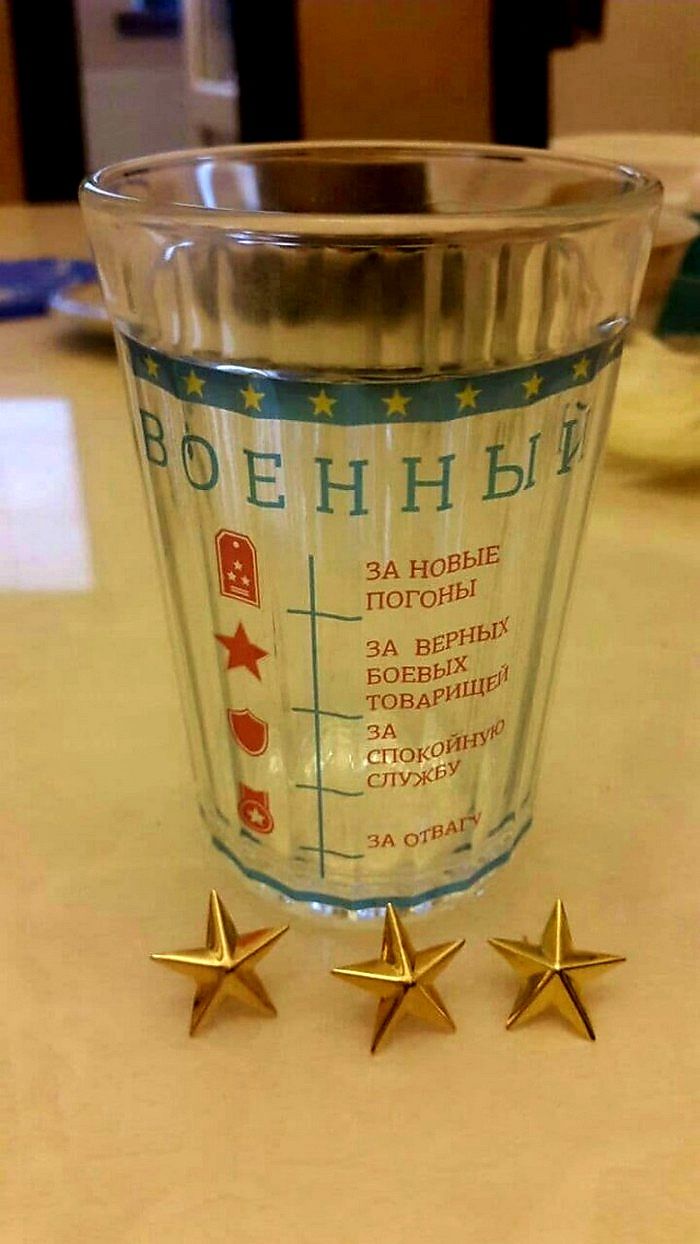 ВОЕННЫЙ
ЗА НОВЫЕ
ПОГОНЫ
ЗА ВЕРНЫХ
БОЕВЫХ
ТОВАРИЩЕЙ
ЗА
СПОКОЙНУЮ
СЛУЖБУ
ЗА ОТВАГУ